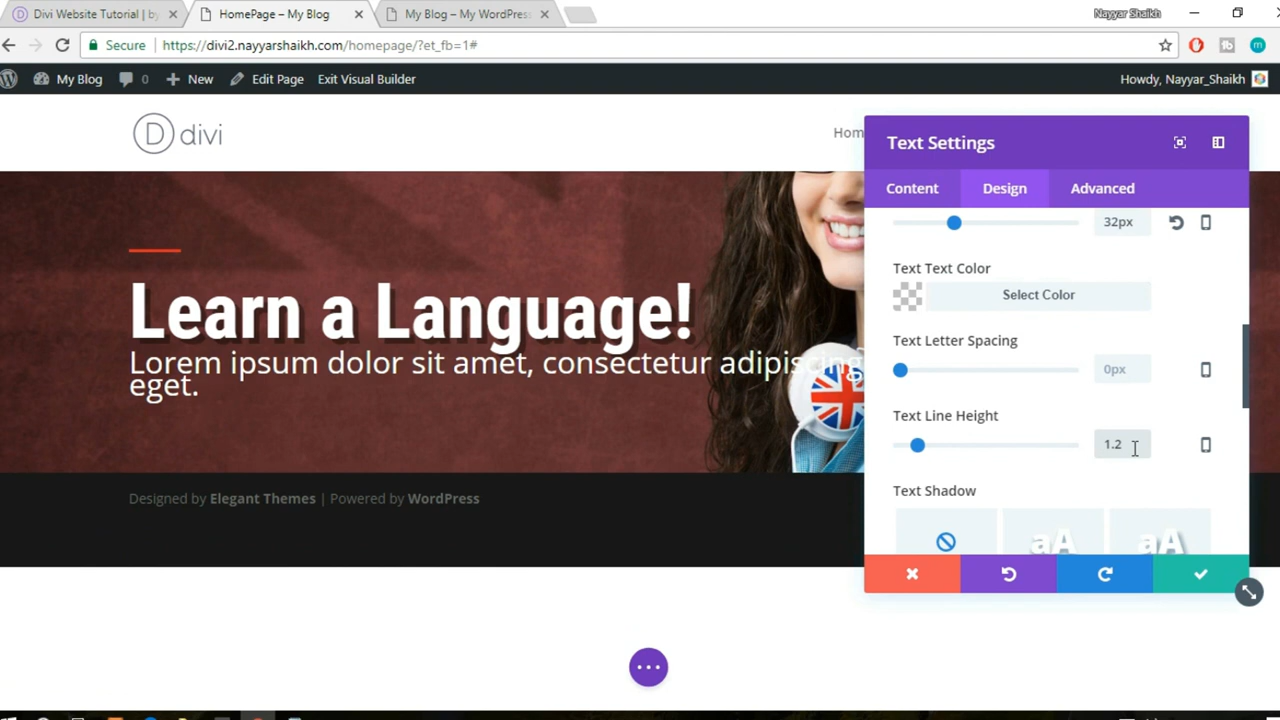 Divi Website Tutorial | by
HomePage – My Blog
My Blog – My WordPress
Nayyar Shaikh
Secure
https://divi2.nayyarshaikh.com/homepage/?et_fb=1#
My Blog
0
New
Edit Page
Exit Visual Builder
Howdy, Nayyar_Shaikh
D divi
Hom
Text Settings
Content
Design
Advanced
32px
Text Text Color
Select Color
Text Letter Spacing
0px
Text Line Height
1.2
Text Shadow
aA
aA
Learn a Language!
Lorem ipsum dolor sit amet, consectetur adipiscing
eget.
Designed by Elegant Themes | Powered by WordPress